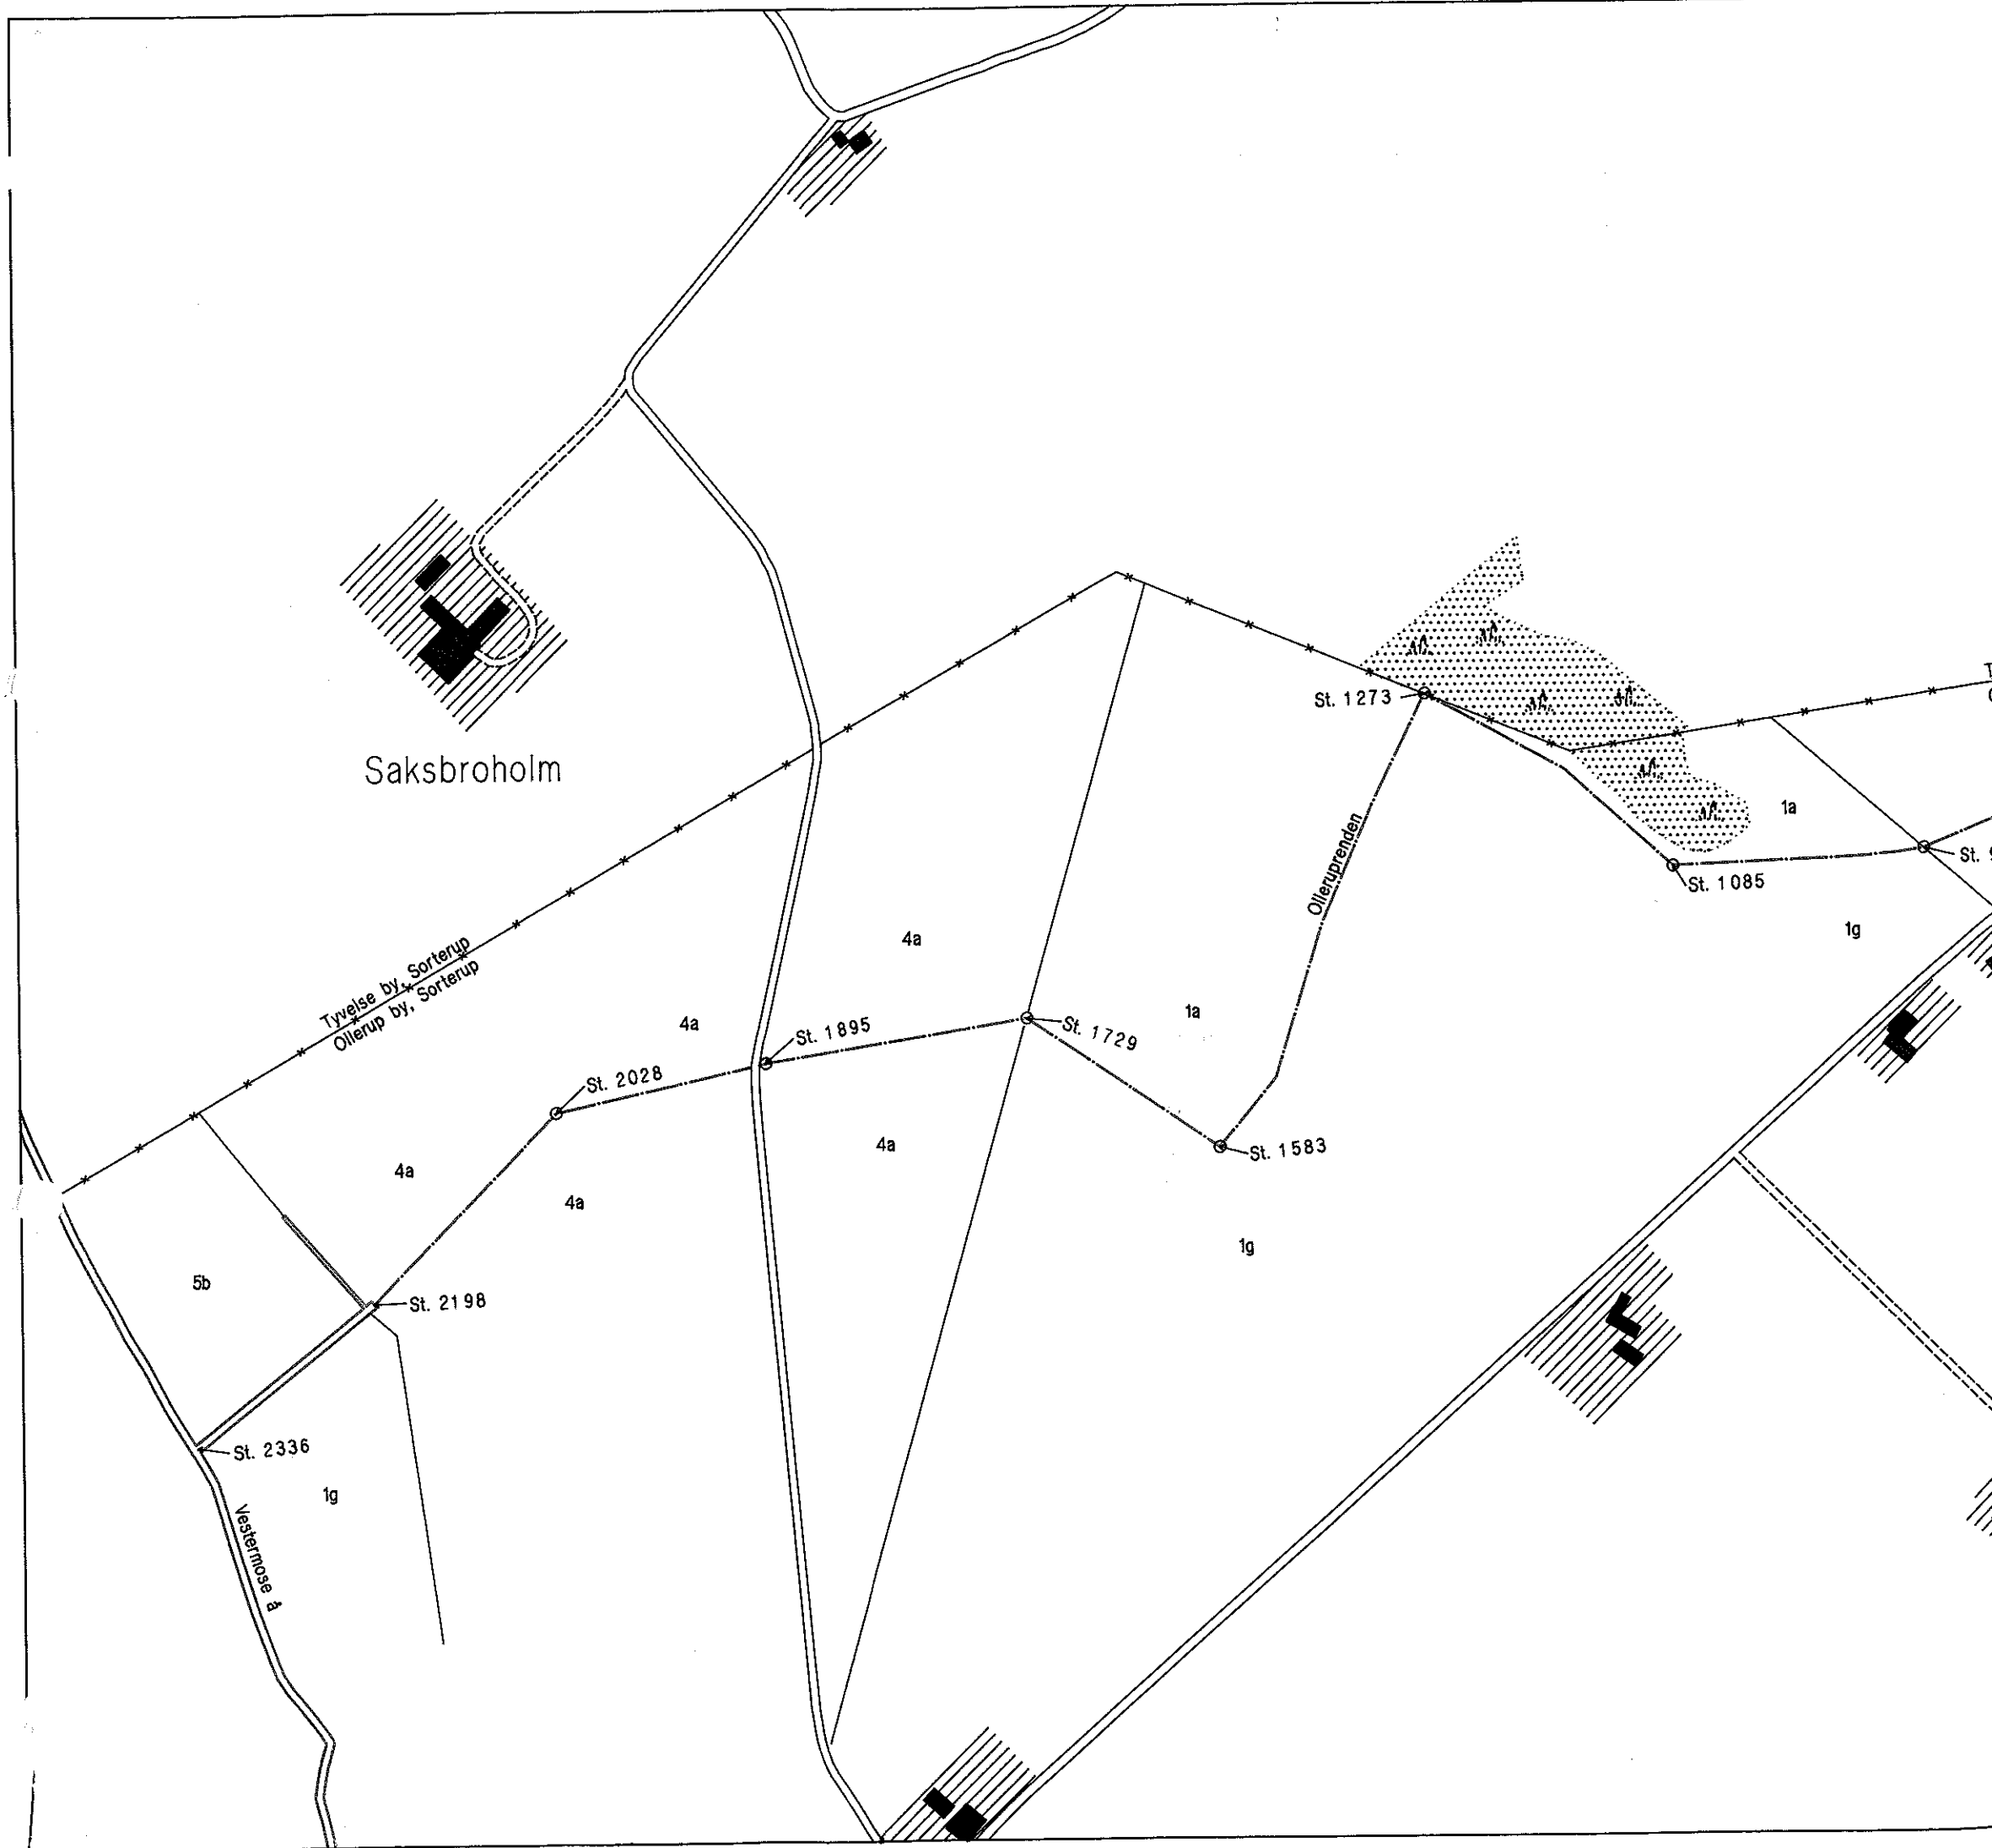 Saksbroholm
St. 1273
1a
St. 1085
St.
1g
Olleruprenden
4a
Tyvelse by, Sorterup
Ollerup by, Sorterup
4a
St. 1895
St. 1729
1a
St. 2028
4a
St. 1583
4a
4a
1g
5b
St. 2198
St. 2336
1g
Vestermose å